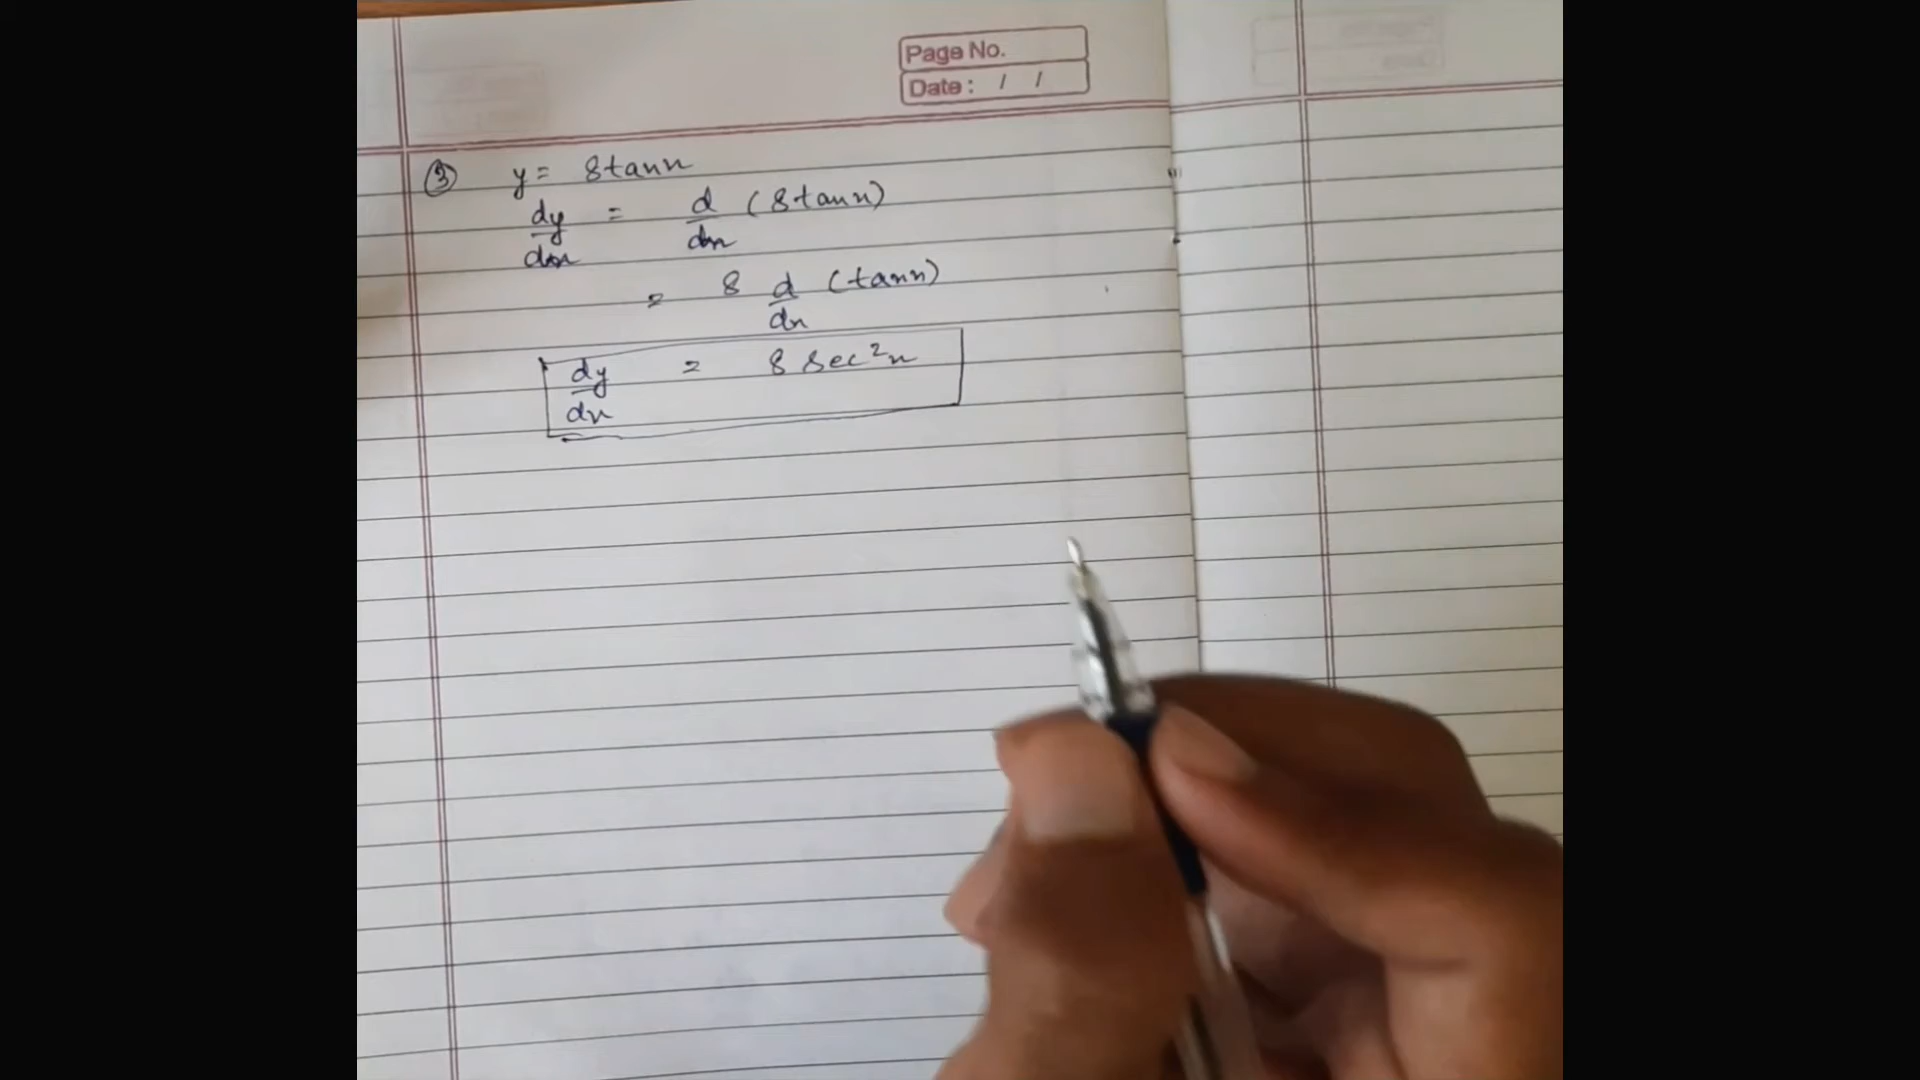 Page No.
Date : / /
③ y = 8tanx
dy/dx = d/dx (8tanx)
= 8 d/dx (tanx)
dy/dx = 8 sec²x